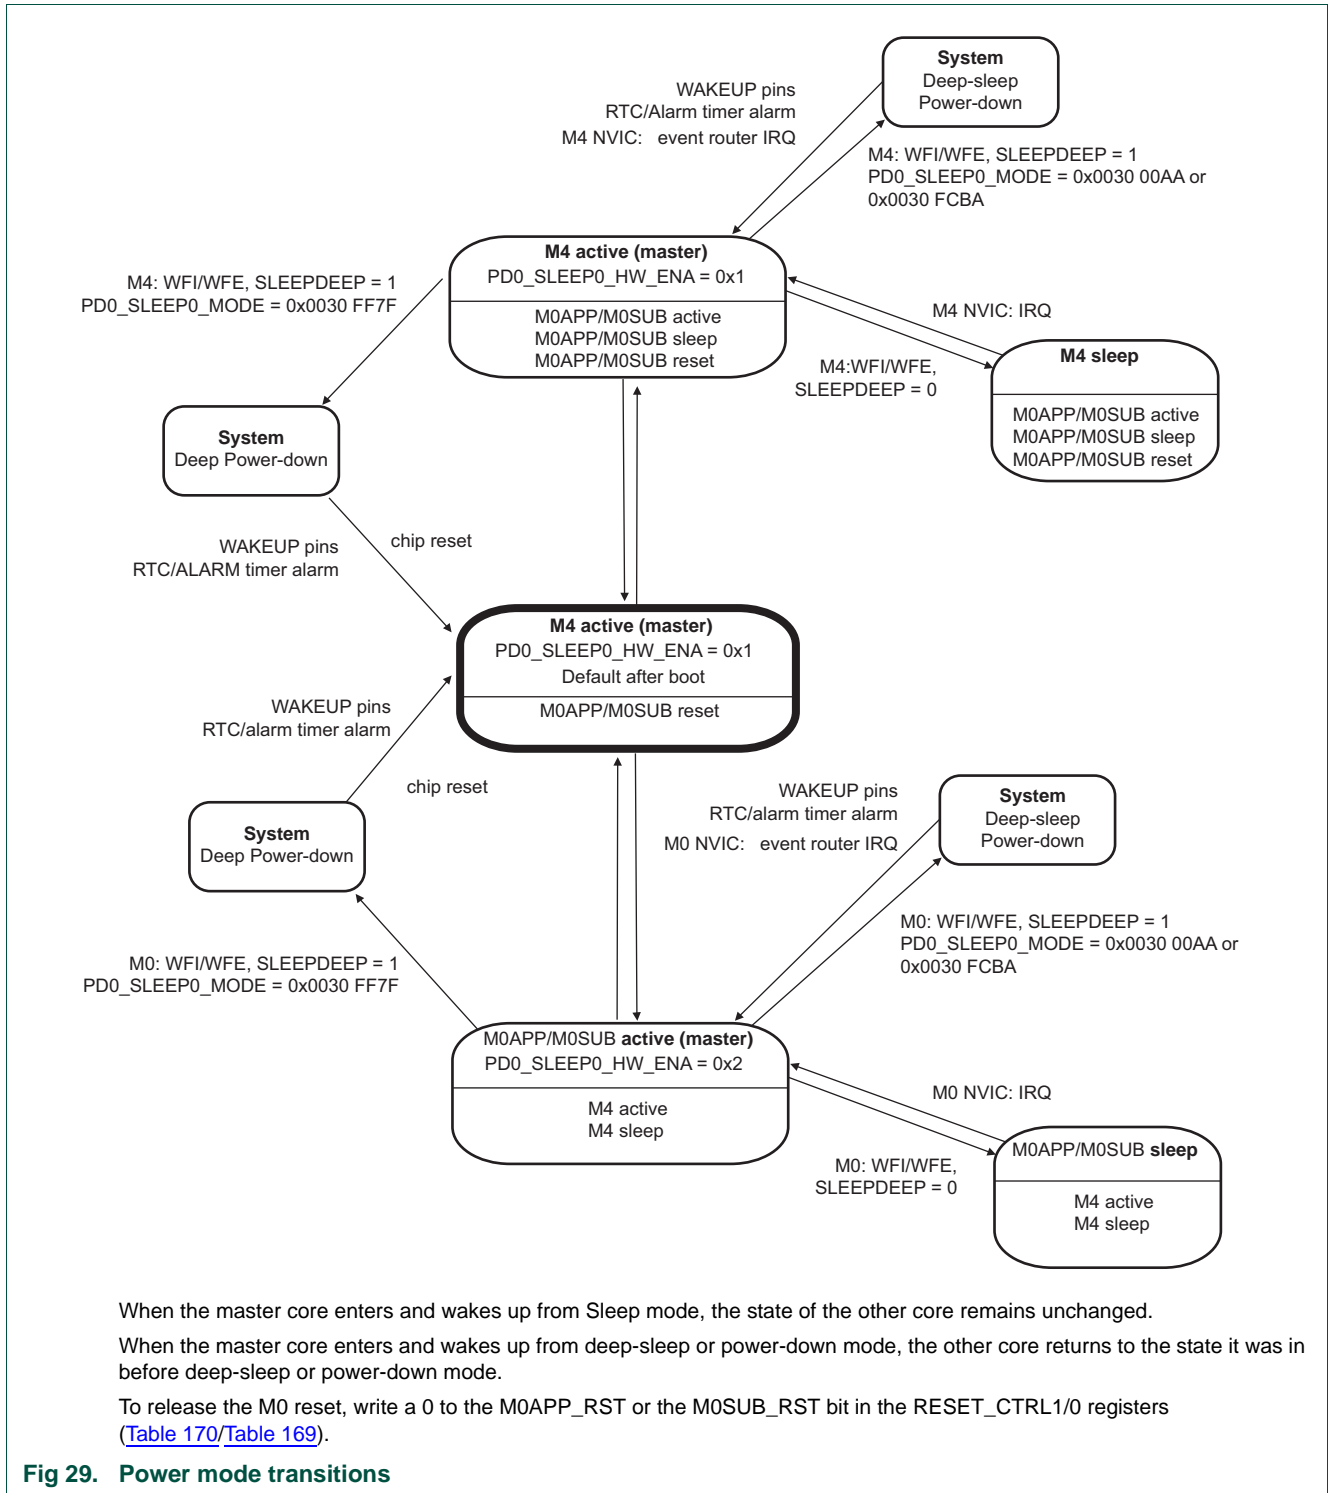 System
Deep-sleep
Power-down
WAKEUP pins
RTC/Alarm timer alarm
M4 NVIC: event router IRQ
M4: WFI/WFE, SLEEPDEEP = 1
PD0_SLEEP0_MODE = 0x0030 00AA or
0x0030 FCBA
M4 active (master)
PD0_SLEEP0_HW_ENA = 0x1
M0APP/M0SUB active
M0APP/M0SUB sleep
M0APP/M0SUB reset
M4: WFI/WFE, SLEEPDEEP = 1
PD0_SLEEP0_MODE = 0x0030 FF7F
M4 NVIC: IRQ
M4:WFI/WFE,
SLEEPDEEP = 0
M4 sleep
M0APP/M0SUB active
M0APP/M0SUB sleep
M0APP/M0SUB reset
System
Deep Power-down
WAKEUP pins
RTC/ALARM timer alarm
chip reset
M4 active (master)
PD0_SLEEP0_HW_ENA = 0x1
Default after boot
M0APP/M0SUB reset
WAKEUP pins
RTC/alarm timer alarm
chip reset
System
Deep Power-down
WAKEUP pins
RTC/alarm timer alarm
M0 NVIC: event router IRQ
System
Deep-sleep
Power-down
M0: WFI/WFE, SLEEPDEEP = 1
PD0_SLEEP0_MODE = 0x0030 00AA or
0x0030 FCBA
M0: WFI/WFE, SLEEPDEEP = 1
PD0_SLEEP0_MODE = 0x0030 FF7F
M0APP/M0SUB active (master)
PD0_SLEEP0_HW_ENA = 0x2
M4 active
M4 sleep
M0 NVIC: IRQ
M0: WFI/WFE,
SLEEPDEEP = 0
M0APP/M0SUB sleep
M4 active
M4 sleep
When the master core enters and wakes up from Sleep mode, the state of the other core remains unchanged.
When the master core enters and wakes up from deep-sleep or power-down mode, the other core returns to the state it was in
before deep-sleep or power-down mode.
To release the M0 reset, write a 0 to the M0APP_RST or the M0SUB_RST bit in the RESET_CTRL1/0 registers
(Table 170/Table 169).
Fig 29. Power mode transitions